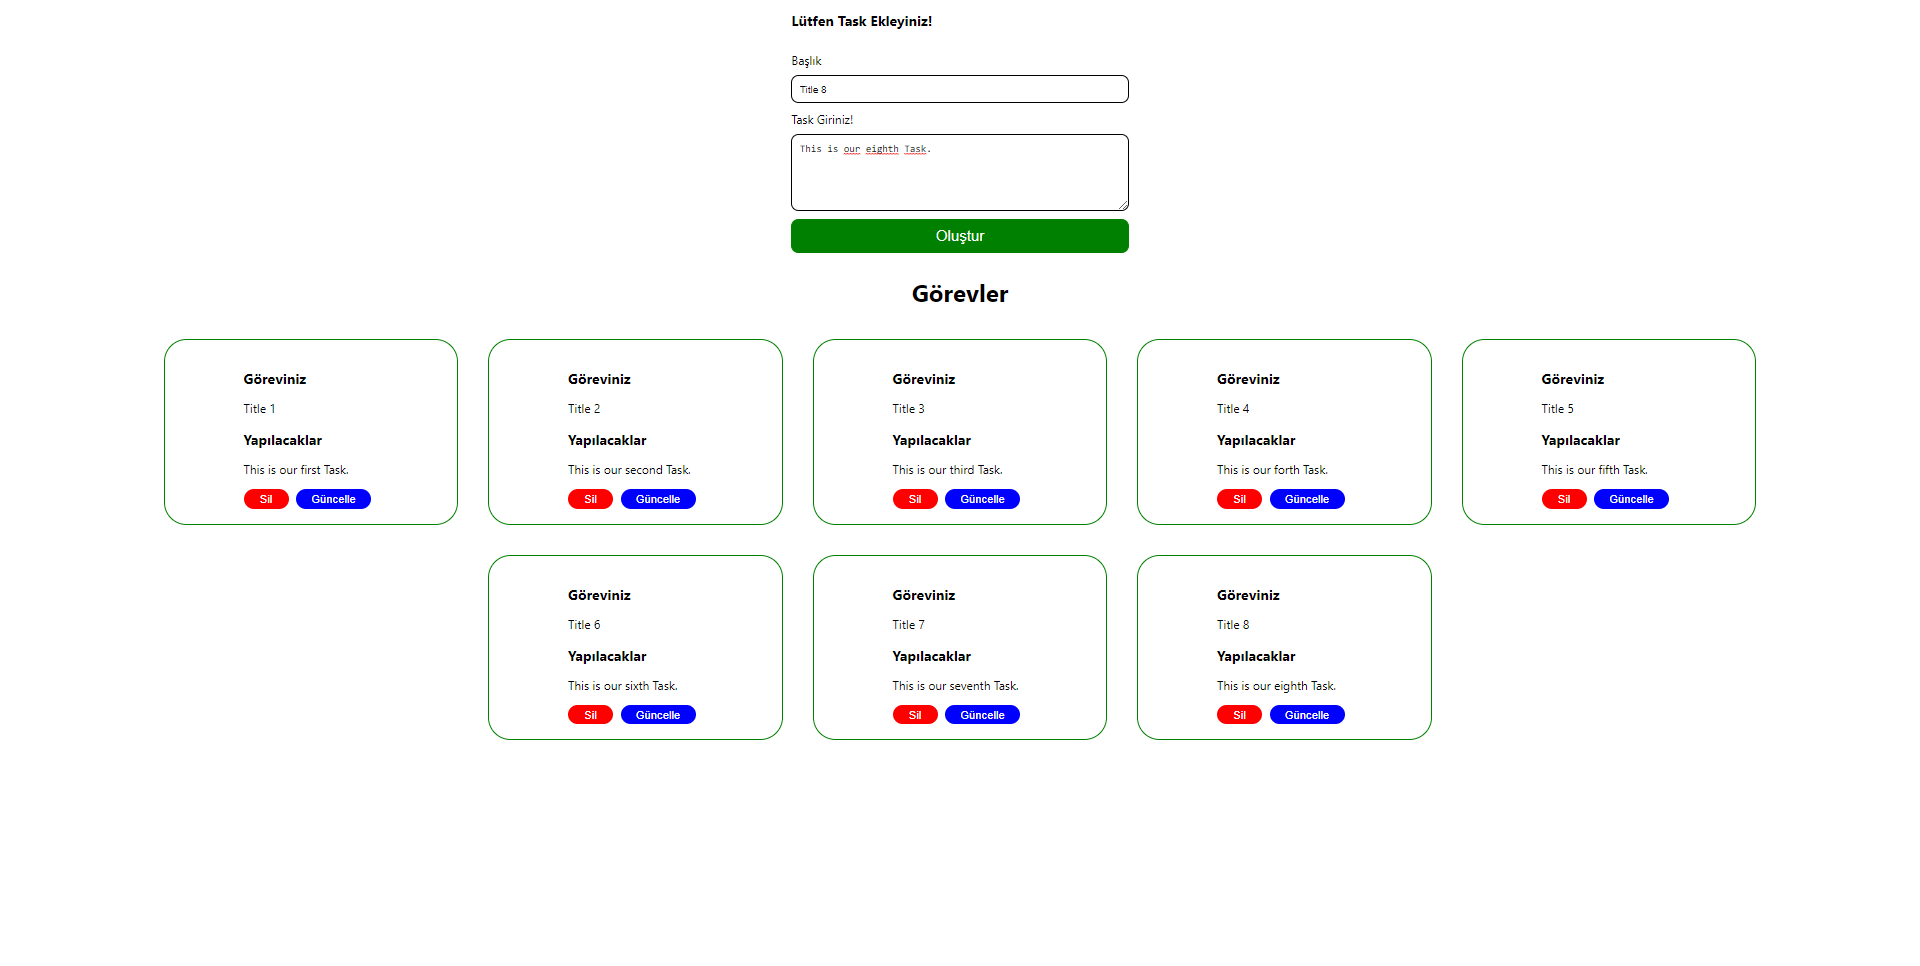 Lütfen Task Ekleyiniz!
Başlık
Title 8
Task Giriniz!
This is our eighth Task.
Oluştur
Görevler
Göreviniz
Title 1
Yapılacaklar
This is our first Task.
Sil Güncelle
Göreviniz
Title 2
Yapılacaklar
This is our second Task.
Sil Güncelle
Göreviniz
Title 3
Yapılacaklar
This is our third Task.
Sil Güncelle
Göreviniz
Title 4
Yapılacaklar
This is our forth Task.
Sil Güncelle
Göreviniz
Title 5
Yapılacaklar
This is our fifth Task.
Sil Güncelle
Göreviniz
Title 6
Yapılacaklar
This is our sixth Task.
Sil Güncelle
Göreviniz
Title 7
Yapılacaklar
This is our seventh Task.
Sil Güncelle
Göreviniz
Title 8
Yapılacaklar
This is our eighth Task.
Sil Güncelle